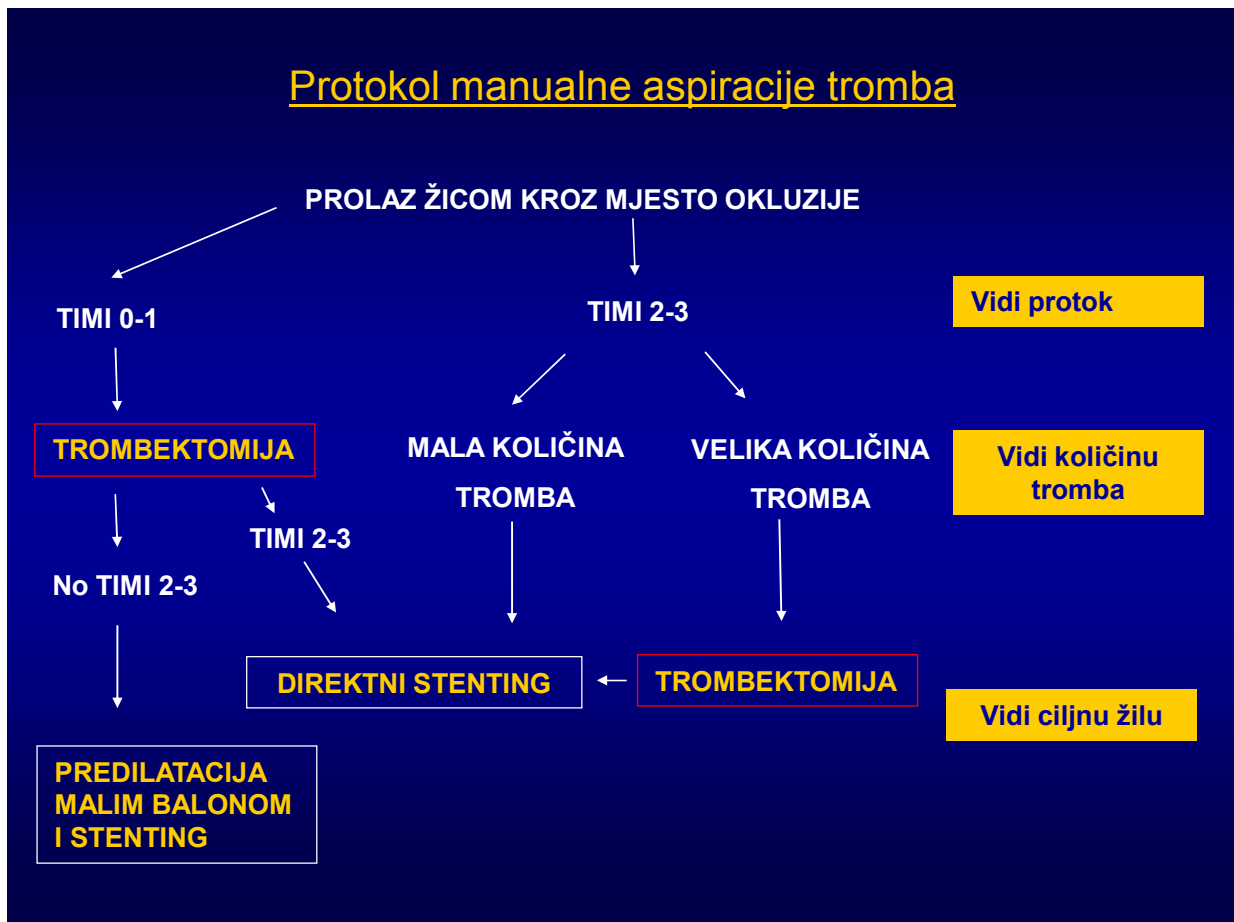 Protokol manualne aspiracije tromba
PROLAZ ŽICOM KROZ MJESTO OKLUZIJE
TIMI 0-1
TIMI 2-3
Vidi protok
TROMBEKTOMIJA
MALA KOLIČINA
TROMBA
VELIKA KOLIČINA
TROMBA
Vidi količinu
tromba
TIMI 2-3
No TIMI 2-3
DIREKTNI STENTING
TROMBEKTOMIJA
Vidi ciljnu žilu
PREDILATACIJA
MALIM BALONOM
I STENTING